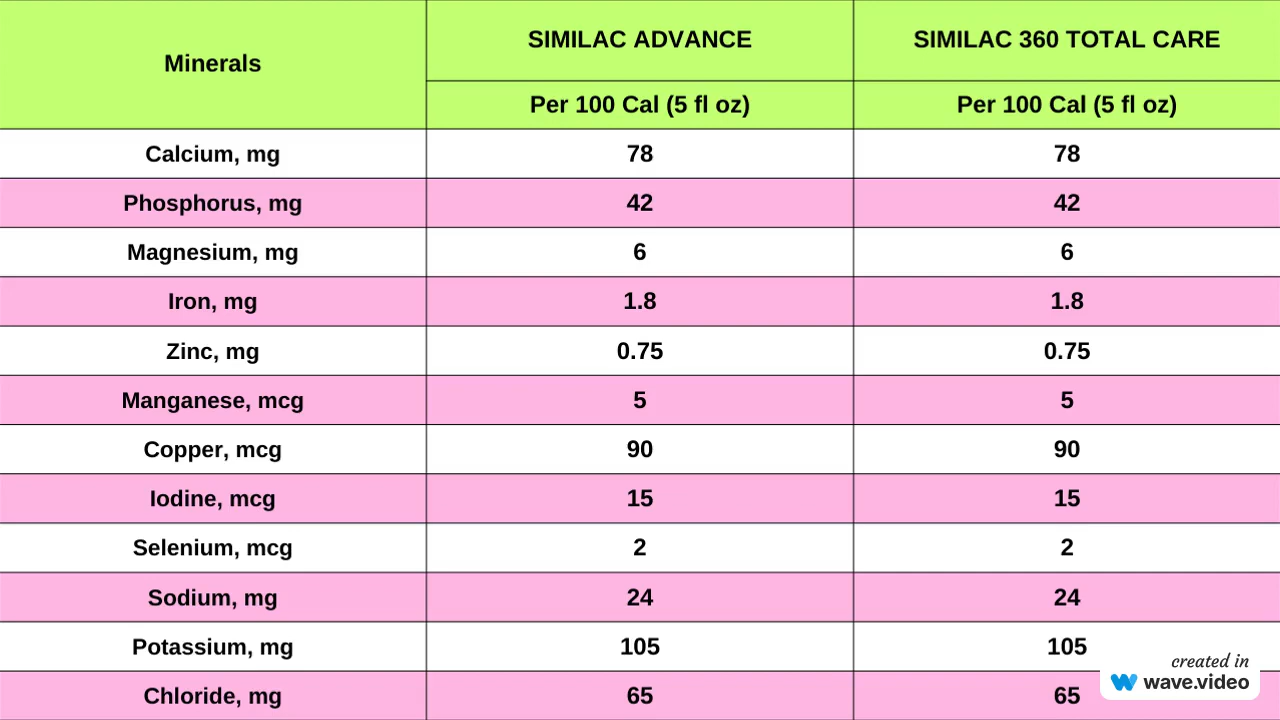 Minerals SIMILAC ADVANCE SIMILAC 360 TOTAL CARE
Per 100 Cal (5 fl oz) Per 100 Cal (5 fl oz)
Calcium, mg 78 78
Phosphorus, mg 42 42
Magnesium, mg 6 6
Iron, mg 1.8 1.8
Zinc, mg 0.75 0.75
Manganese, mcg 5 5
Copper, mcg 90 90
Iodine, mcg 15 15
Selenium, mcg 2 2
Sodium, mg 24 24
Potassium, mg 105 105
Chloride, mg 65 65
created in
wave.video